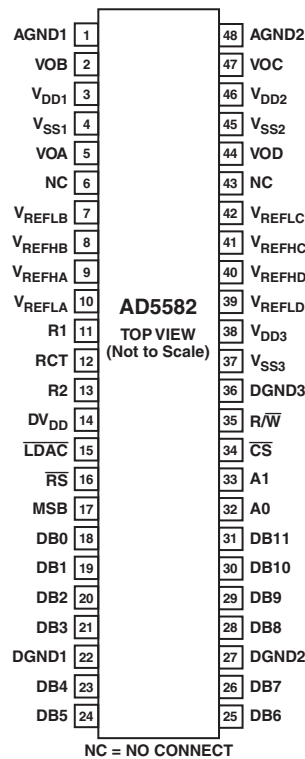 AGND1 1 48 AGND2
VOB 2 47 VOC
VDD1 3 46 VDD2
VSS1 4 45 VSS2
VOA 5 44 VOD
NC 6 43 NC
VREFLB 7 42 VREFLC
VREFHB 8 41 VREFHC
VREFHA 9 40 VREFHD
VREFLA 10 39 VREFLD
AD5582
TOP VIEW
(Not to Scale)
R1 11 38 VDD3
RCT 12 37 VSS3
R2 13 36 DGND3
DVDD 14 35 R/W̅
L̅D̅A̅C̅ 15 34 C̅S̅
R̅S̅ 16 33 A1
MSB 17 32 A0
DB0 18 31 DB11
DB1 19 30 DB10
DB2 20 29 DB9
DB3 21 28 DB8
DGND1 22 27 DGND2
DB4 23 26 DB7
DB5 24 25 DB6
NC = NO CONNECT